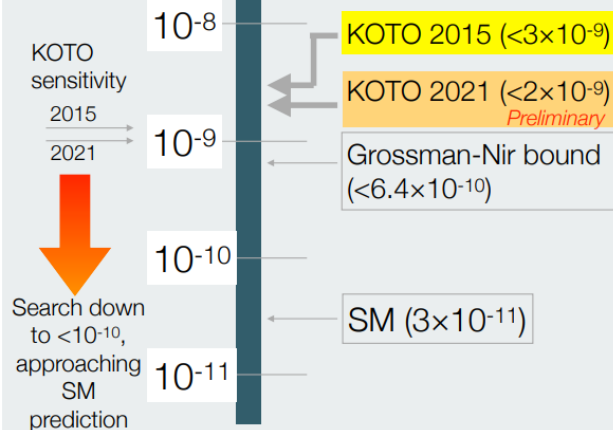 KOTO
sensitivity
2015
2021
Search down
to <10⁻¹⁰,
approaching
SM
prediction
10⁻⁸
10⁻⁹
10⁻¹⁰
10⁻¹¹
KOTO 2015 (<3×10⁻⁹)
KOTO 2021 (<2×10⁻⁹)
Preliminary
Grossman-Nir bound
(<6.4×10⁻¹⁰)
SM (3×10⁻¹¹)